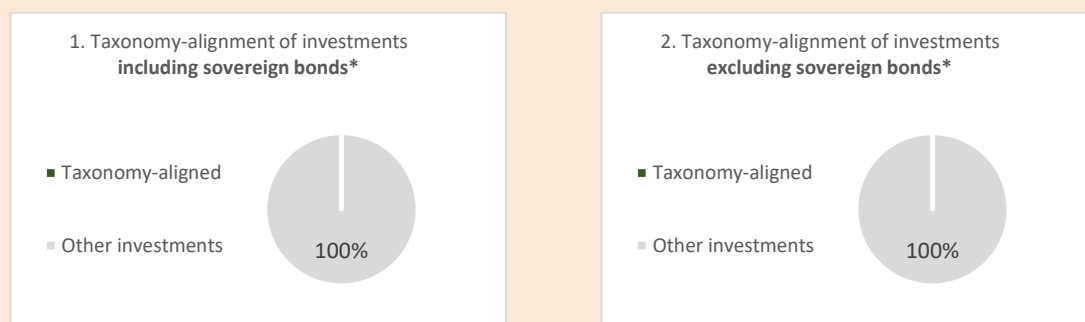 1. Taxonomy-alignment of investments
including sovereign bonds*
Taxonomy-aligned
Other investments
100%
2. Taxonomy-alignment of investments
excluding sovereign bonds*
Taxonomy-aligned
Other investments
100%